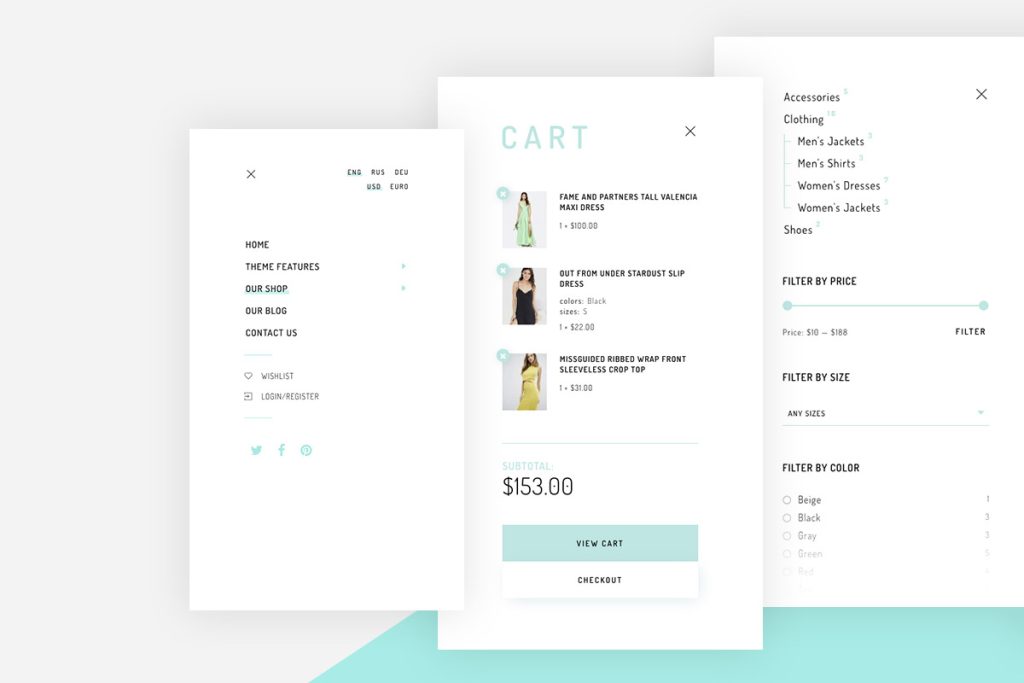 ENG RUS DEU
USD EURO
HOME
THEME FEATURES
OUR SHOP
OUR BLOG
CONTACT US
WISHLIST
LOGIN/REGISTER
CART
FAME AND PARTNERS TALL VALENCIA
MAXI DRESS
1 × $100.00
OUT FROM UNDER STARDUST SLIP
DRESS
colors: Black
sizes: S
1 × $22.00
MISSGUIDED RIBBED WRAP FRONT
SLEEVELESS CROP TOP
1 × $31.00
SUBTOTAL:
$153.00
VIEW CART
CHECKOUT
Accessories 5
Clothing
Men's Jackets 3
Men's Shirts 3
Women's Dresses 7
Women's Jackets 3
Shoes 2
FILTER BY PRICE
Price: $10 — $188 FILTER
FILTER BY SIZE
ANY SIZES
FILTER BY COLOR
Beige 1
Black 3
Gray 3
Green 5
Red